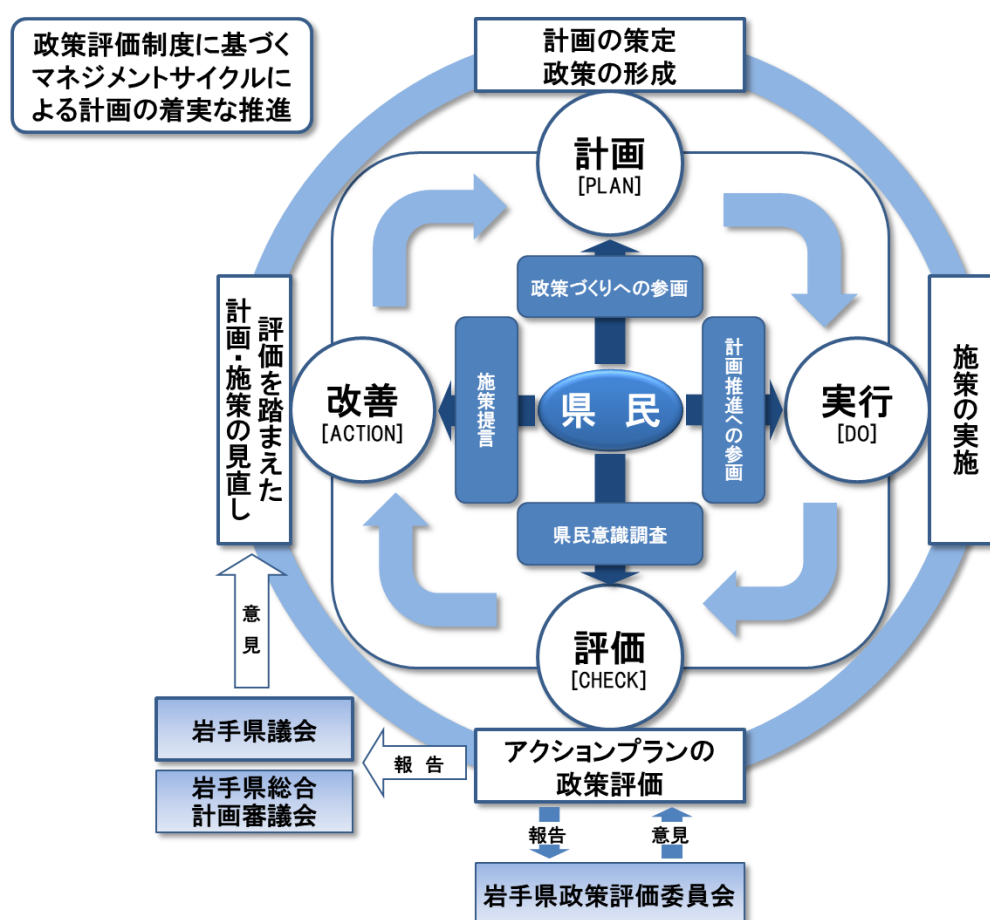 政策評価制度に基づく
マネジメントサイクルに
よる計画の着実な推進
計画の策定
政策の形成
計画
[PLAN]
政策づくりへの参画
評価を踏まえた
計画・施策の見直し
改善
[ACTION]
施策提言
県 民
計画推進への参画
実行
[DO]
施策の実施
県民意識調査
評価
[CHECK]
意見
岩手県議会
岩手県総合
計画審議会
報 告
アクションプランの
政策評価
報告
意見
岩手県政策評価委員会